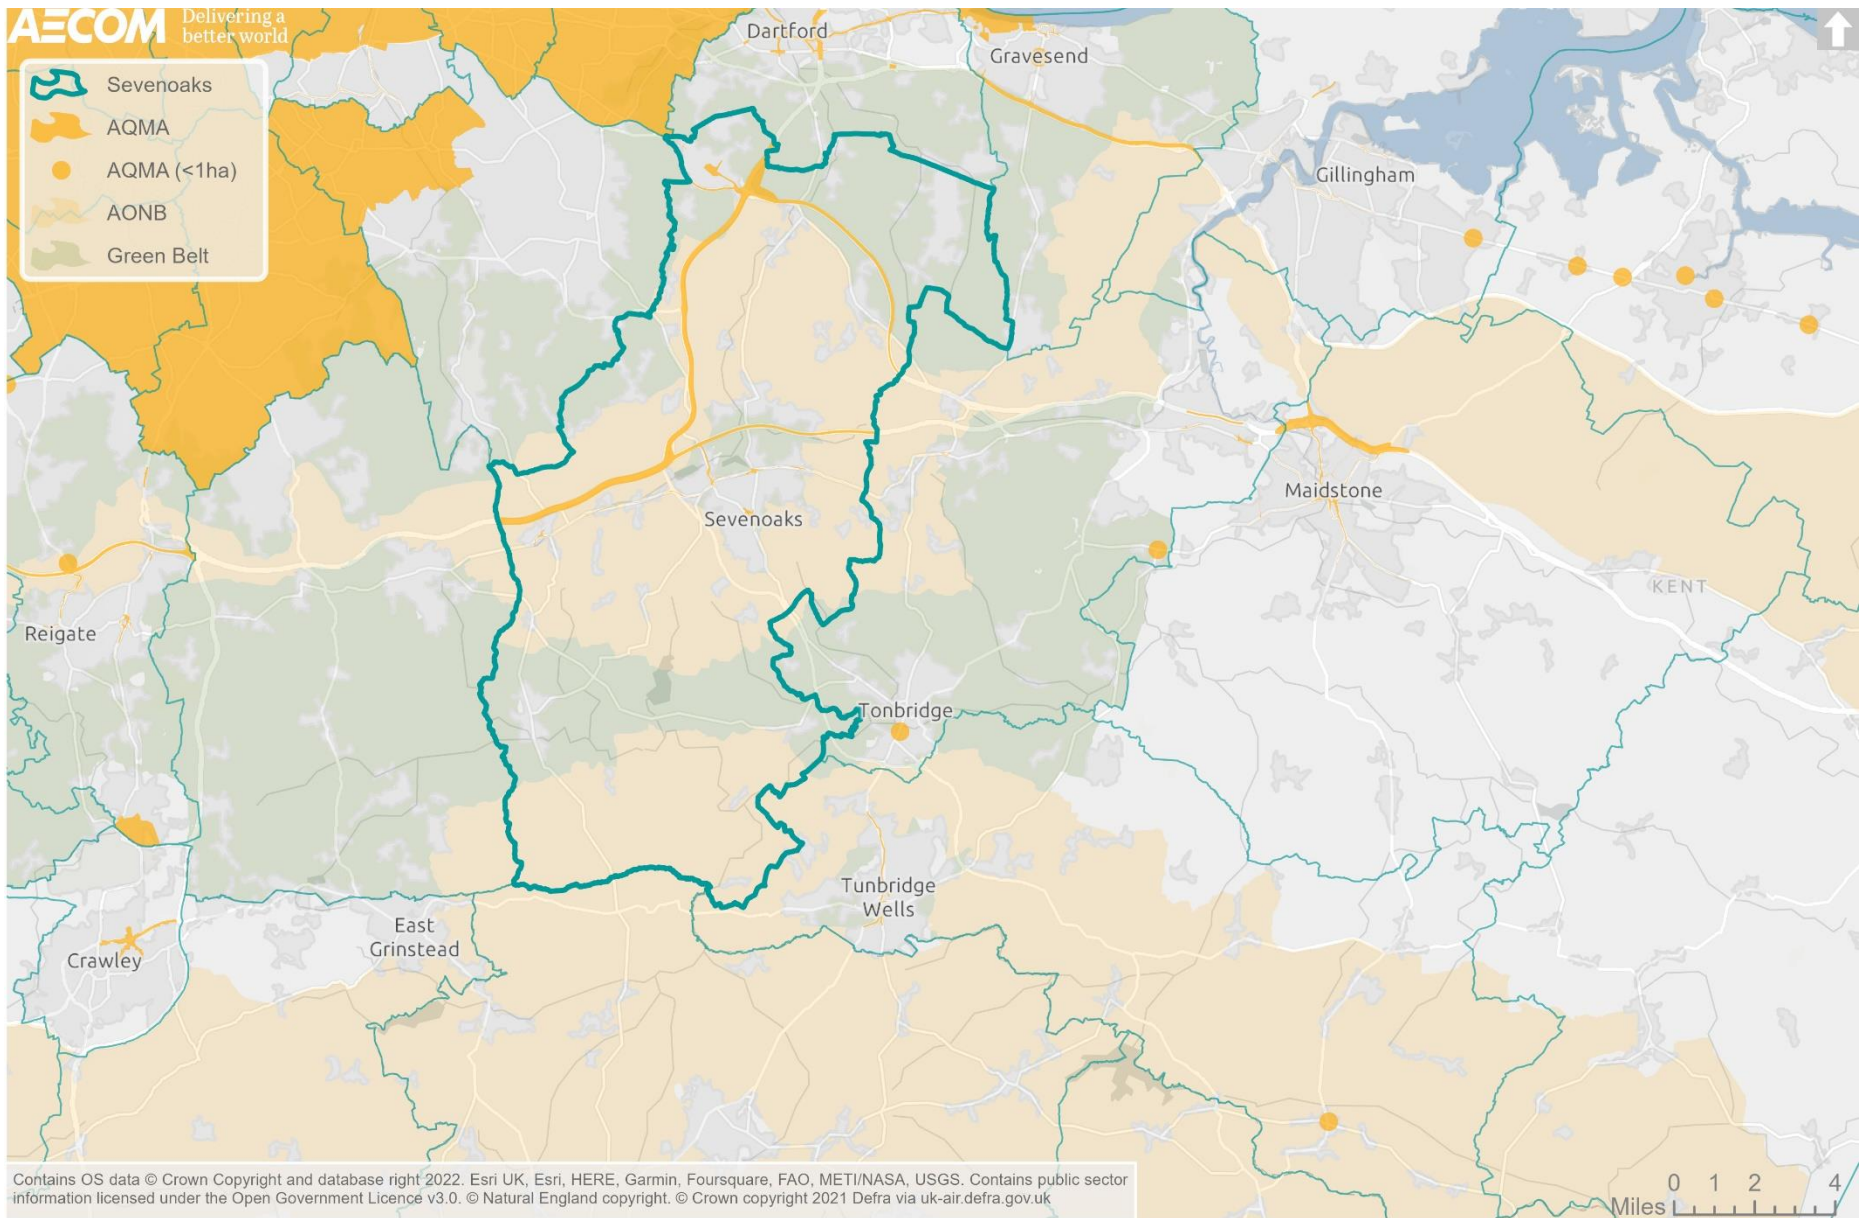 AECOM
Delivering a
better world
Sevenoaks
AQMA
AQMA (<1ha)
AONB
Green Belt
Dartford
Gravesend
Gillingham
Maidstone
Sevenoaks
KENT
Reigate
Tonbridge
Tunbridge
Wells
East
Grinstead
Crawley
Contains OS data © Crown Copyright and database right 2022. Esri UK, Esri, HERE, Garmin, Foursquare, FAO, METI/NASA, USGS. Contains public sector
information licensed under the Open Government Licence v3.0. © Natural England copyright. © Crown copyright 2021 Defra via uk-air.defra.gov.uk
0 1 2 4
Miles